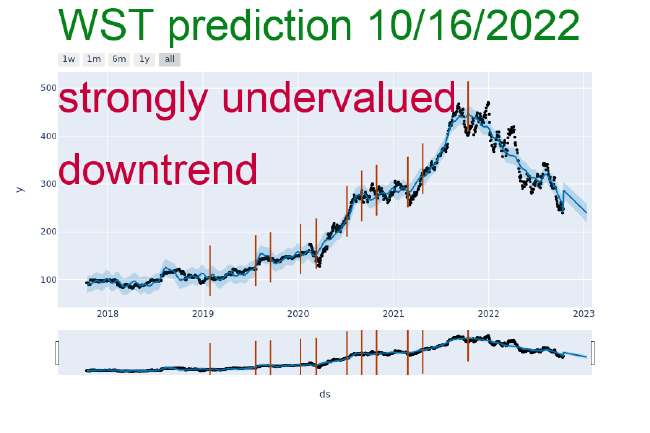 WST prediction 10/16/2022
1w 1m 6m 1y all
strongly undervalued
downtrend
500
400
300
200
100
y
2018 2019 2020 2021 2022 2023
ds